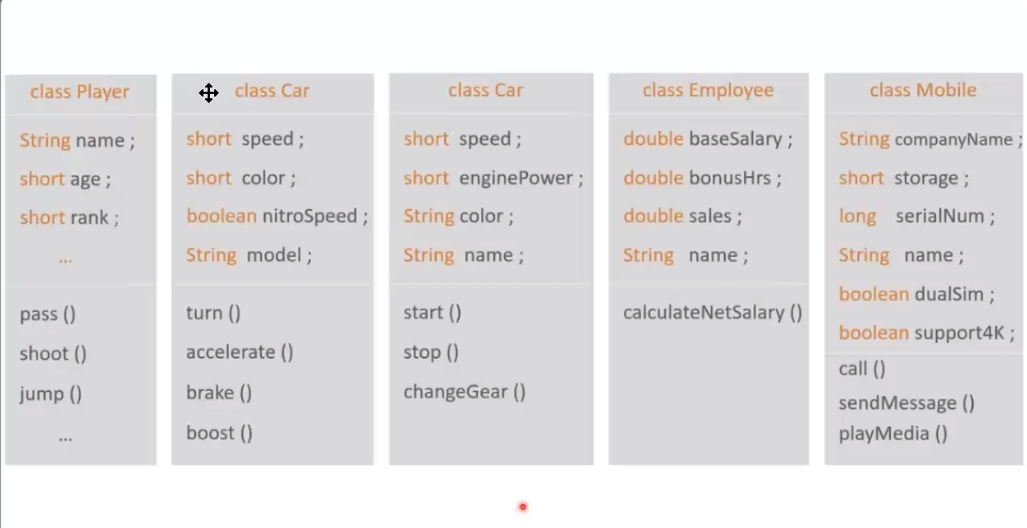 class Player
String name ;
short age ;
short rank ;
...
pass ()
shoot ()
jump ()
...
class Car
short speed ;
short color ;
boolean nitroSpeed ;
String model ;
turn ()
accelerate ()
brake ()
boost ()
class Car
short speed ;
short enginePower ;
String color ;
String name ;
start ()
stop ()
changeGear ()
class Employee
double baseSalary ;
double bonusHrs ;
double sales ;
String name ;
calculateNetSalary ()
class Mobile
String companyName ;
short storage ;
long serialNum ;
String name ;
boolean dualSim ;
boolean support4K ;
call ()
sendMessage ()
playMedia ()